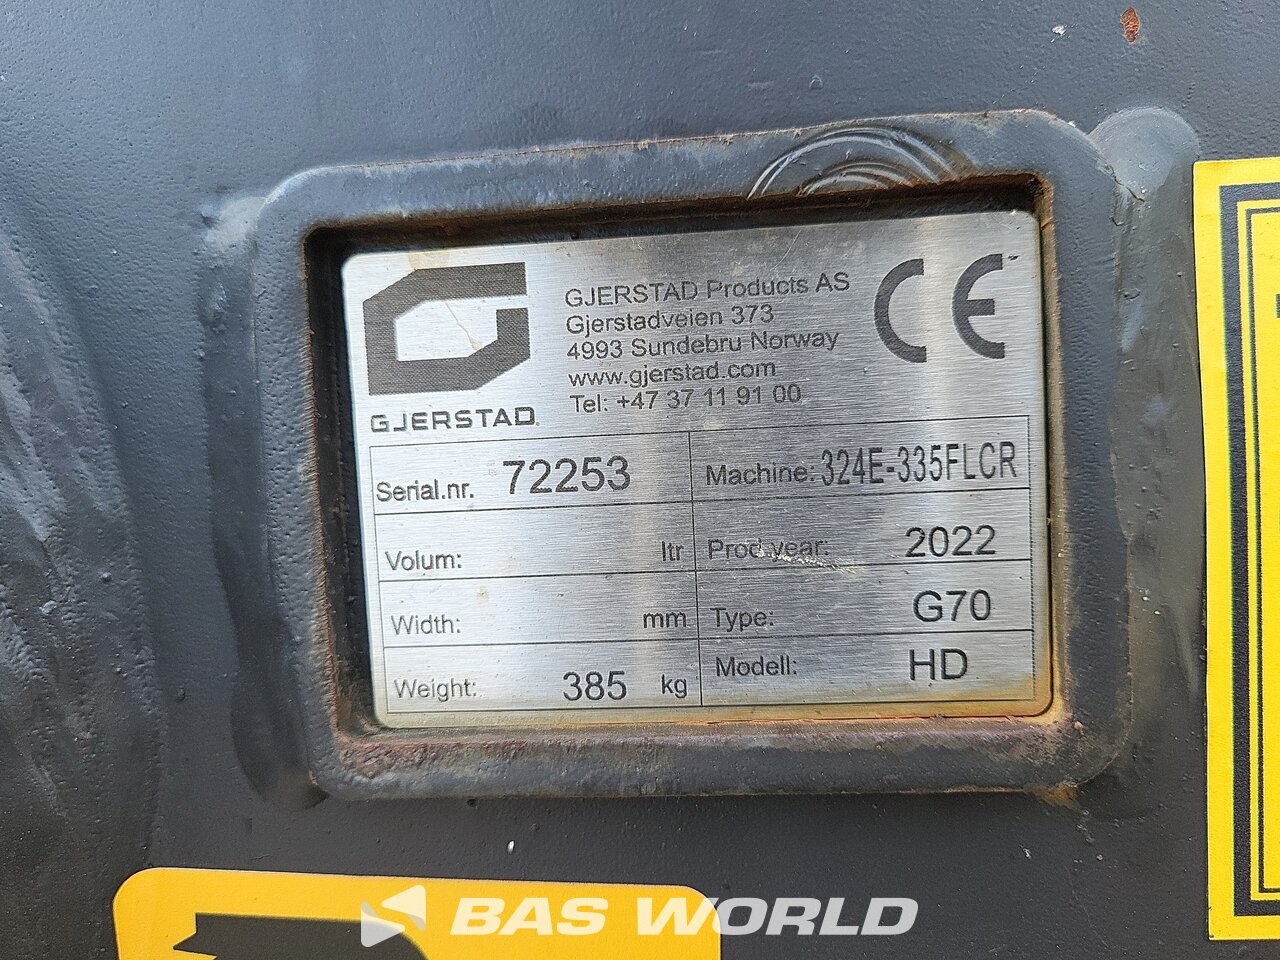 GJERSTAD
GJERSTAD Products AS
Gjerstadveien 373
4993 Sundebru Norway
www.gjerstad.com
Tel: +47 37 11 91 00
CE
Serial.nr. 72253
Machine: 324E-335FLCR
Volum: ltr
Prod.year: 2022
Width: mm
Type: G70
Weight: 385 kg
Modell: HD
BAS WORLD